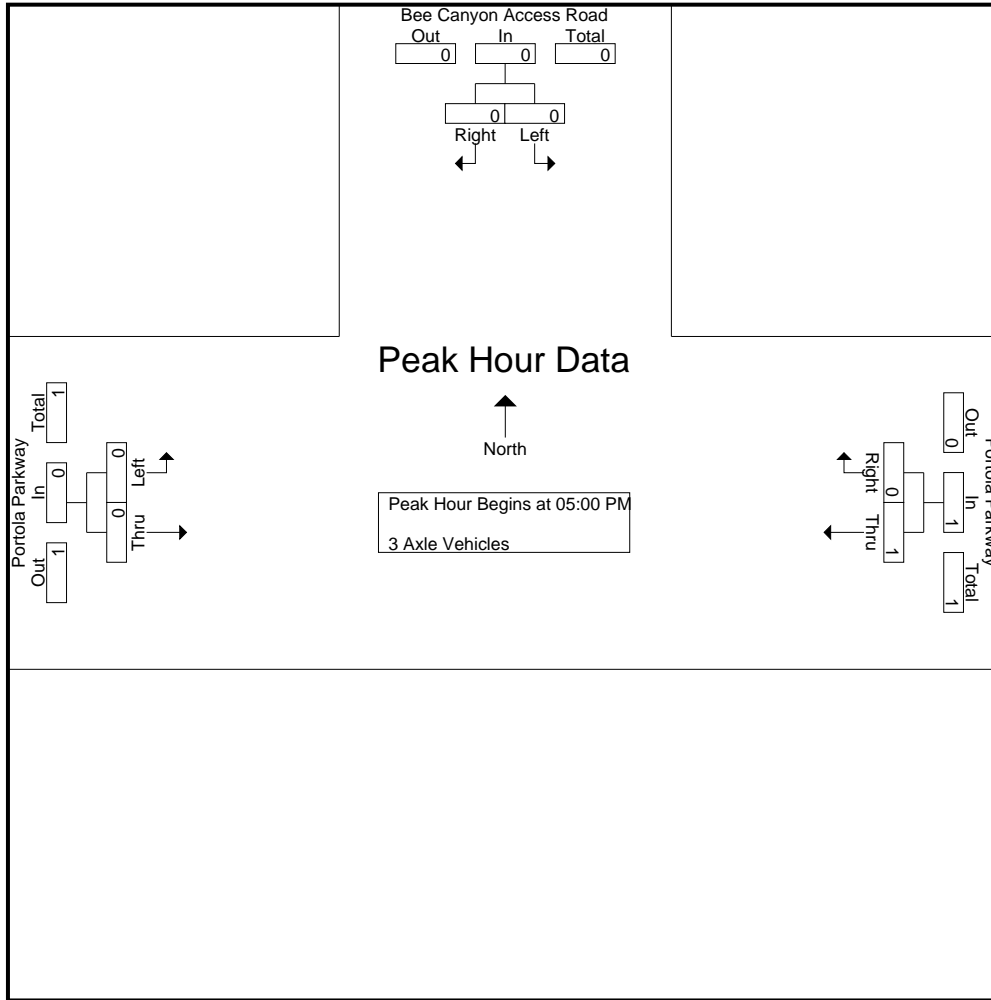 Bee Canyon Access Road
Out In Total
0 0 0
0 0
Right Left
Peak Hour Data
North
Peak Hour Begins at 05:00 PM
3 Axle Vehicles
Portola Parkway
Out In Total
1 0 1
0 0
Thru Left
Portola Parkway
Out In Total
0 1 1
0 1
Right Thru